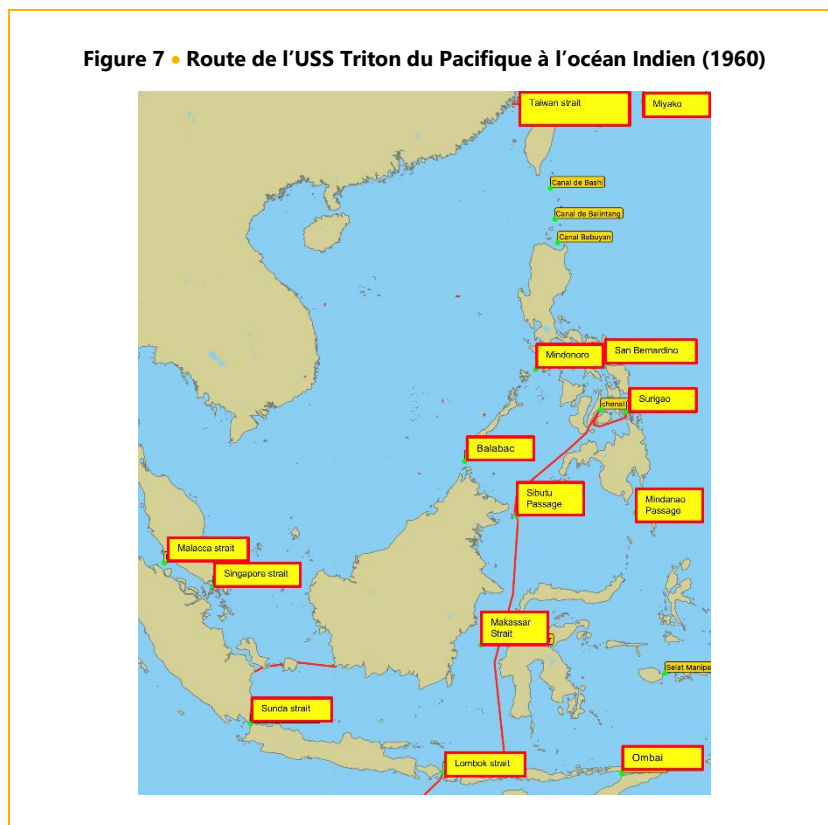 Figure 7 • Route de l’USS Triton du Pacifique à l’océan Indien (1960)
Taiwan strait
Miyako
Canal de Bashi
Canal de Balintang
Canal Babuyan
Mindonoro
San Bernardino
chenal
Surigao
Balabac
Sibutu
Passage
Mindanao
Passage
Malacca strait
Singapore strait
Makassar
Strait
Selat Manipa
Sunda strait
Lombok strait
Ombai